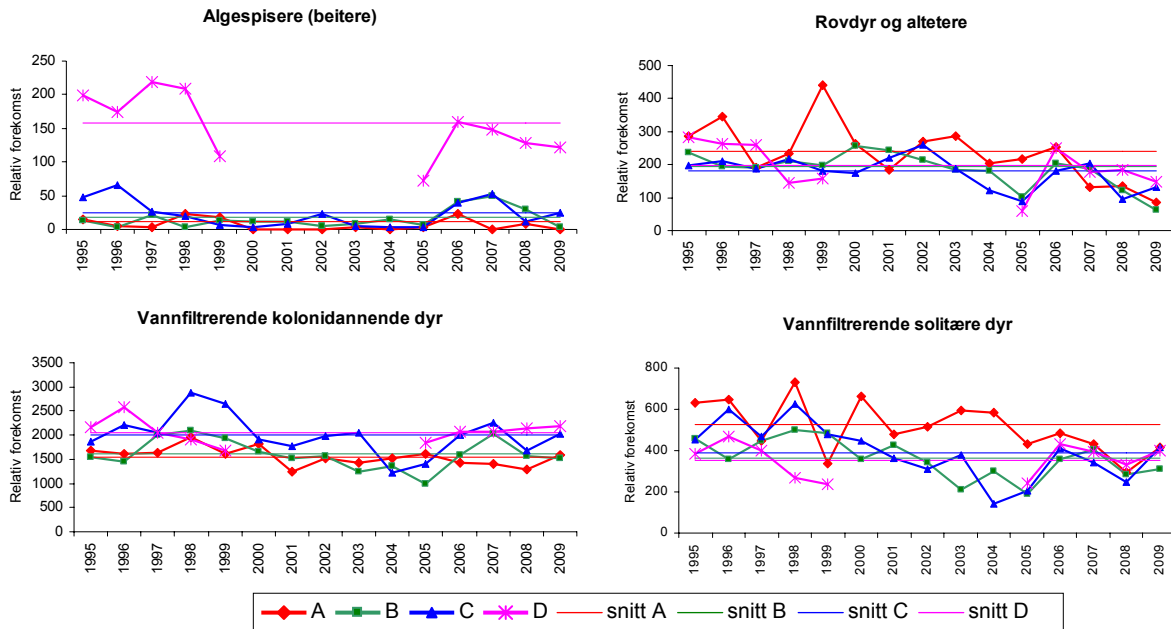 Algespisere (beitere)
Relativ forekomst
250
200
150
100
50
0
1995 1996 1997 1998 1999 2000 2001 2002 2003 2004 2005 2006 2007 2008 2009
Rovdyr og altetere
Relativ forekomst
500
400
300
200
100
0
1995 1996 1997 1998 1999 2000 2001 2002 2003 2004 2005 2006 2007 2008 2009
Vannfiltrerende kolonidannende dyr
Relativ forekomst
3500
3000
2500
2000
1500
1000
500
0
1995 1996 1997 1998 1999 2000 2001 2002 2003 2004 2005 2006 2007 2008 2009
Vannfiltrerende solitære dyr
Relativ forekomst
800
600
400
200
0
1995 1996 1997 1998 1999 2000 2001 2002 2003 2004 2005 2006 2007 2008 2009
A B C D snitt A snitt B snitt C snitt D